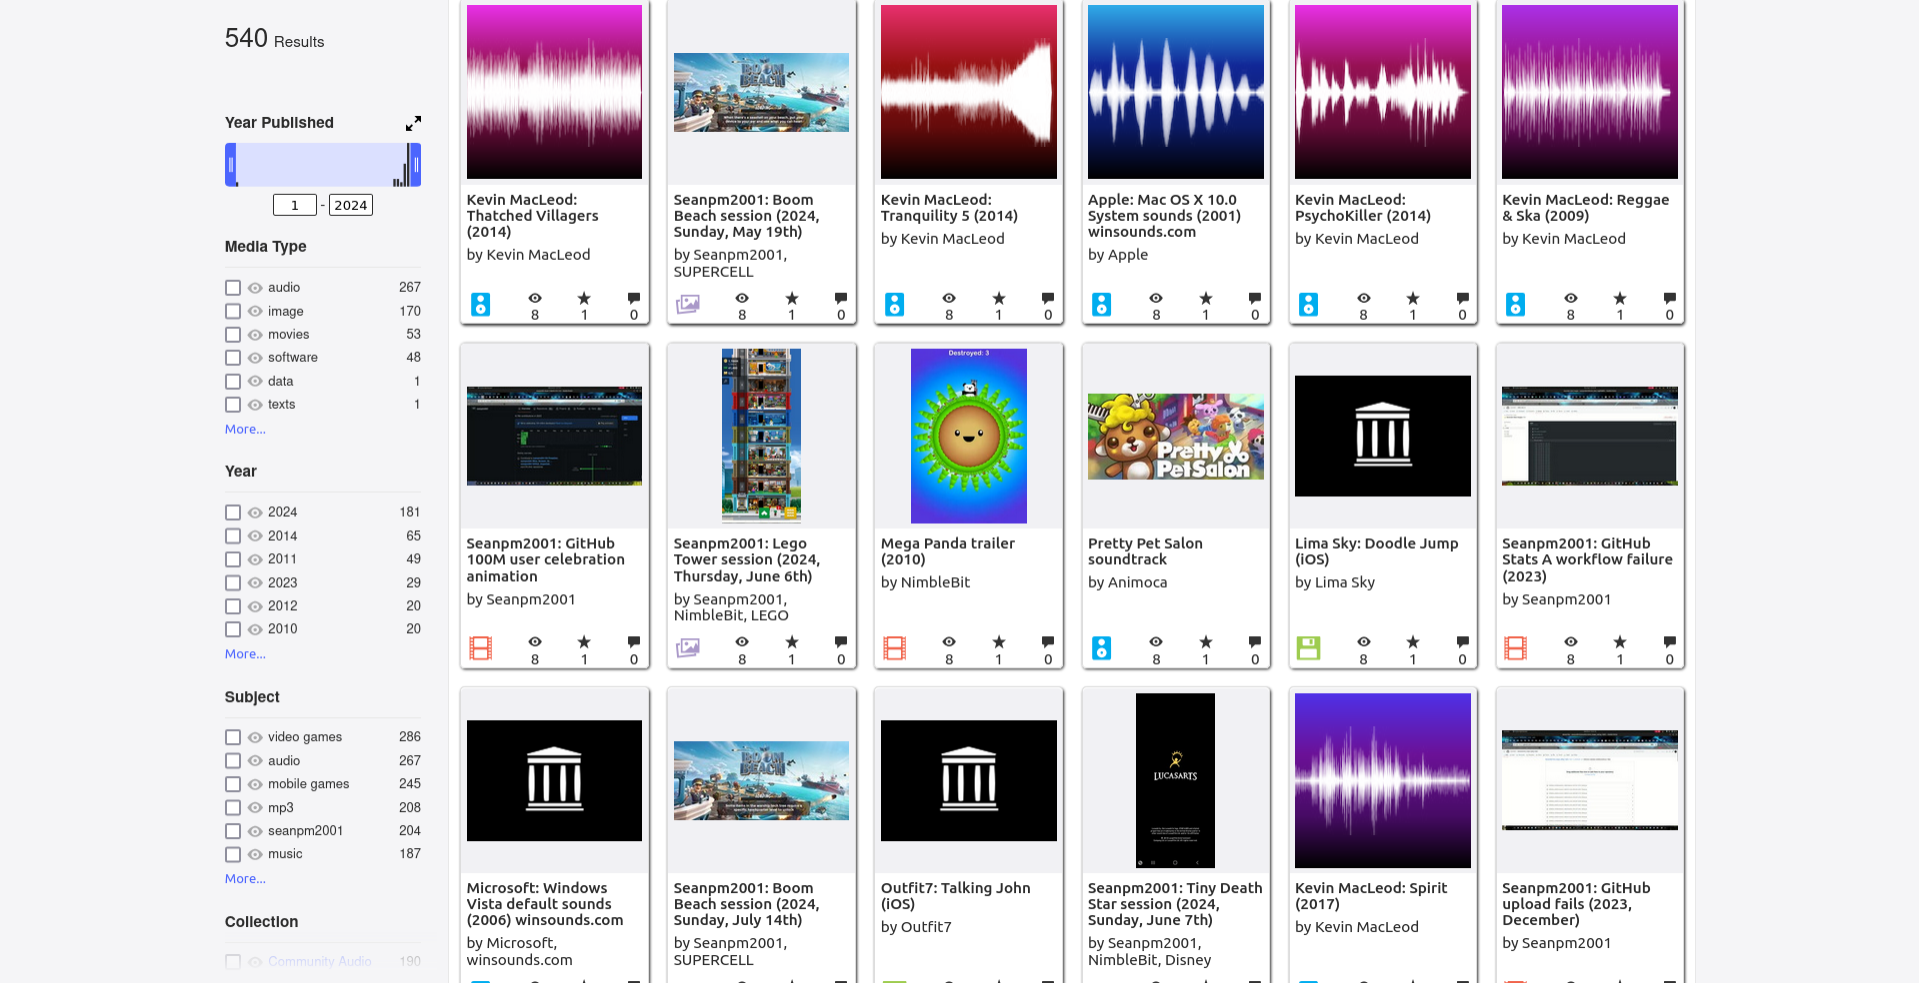 540 Results
Year Published
1 - 2024
Media Type
audio 267
image 170
movies 53
software 48
data 1
texts 1
More...
Year
2024 181
2014 65
2011 49
2023 29
2012 20
2010 20
More...
Subject
video games 286
audio 267
mobile games 245
mp3 208
seanpm2001 204
music 187
More...
Collection
Community Audio 190
Kevin MacLeod:
Thatched Villagers
(2014)
by Kevin MacLeod
8 1 0
BOOM
BEACH
Seanpm2001: Boom
Beach session (2024,
Sunday, May 19th)
by Seanpm2001,
SUPERCELL
8 1 0
Kevin MacLeod:
Tranquility 5 (2014)
by Kevin MacLeod
8 1 0
Apple: Mac OS X 10.0
System sounds (2001)
winsounds.com
by Apple
8 1 0
Kevin MacLeod:
PsychoKiller (2014)
by Kevin MacLeod
8 1 0
Kevin MacLeod: Reggae
& Ska (2009)
by Kevin MacLeod
8 1 0
Seanpm2001: GitHub
100M user celebration
animation
by Seanpm2001
8 1 0
Seanpm2001: Lego
Tower session (2024,
Thursday, June 6th)
by Seanpm2001,
NimbleBit, LEGO
8 1 0
Destroyed: 3
Mega Panda trailer
(2010)
by NimbleBit
8 1 0
Pretty
Pet Salon
Pretty Pet Salon
soundtrack
by Animoca
8 1 0
Lima Sky: Doodle Jump
(iOS)
by Lima Sky
8 1 0
Seanpm2001: GitHub
Stats A workflow failure
(2023)
by Seanpm2001
8 1 0
Microsoft: Windows
Vista default sounds
(2006) winsounds.com
by Microsoft,
winsounds.com
BOOM
BEACH
Seanpm2001: Boom
Beach session (2024,
Sunday, July 14th)
by Seanpm2001,
SUPERCELL
Outfit7: Talking John
(iOS)
by Outfit7
LUCASARTS
Seanpm2001: Tiny Death
Star session (2024,
Sunday, June 7th)
by Seanpm2001,
NimbleBit, Disney
Kevin MacLeod: Spirit
(2017)
by Kevin MacLeod
Seanpm2001: GitHub
upload fails (2023,
December)
by Seanpm2001